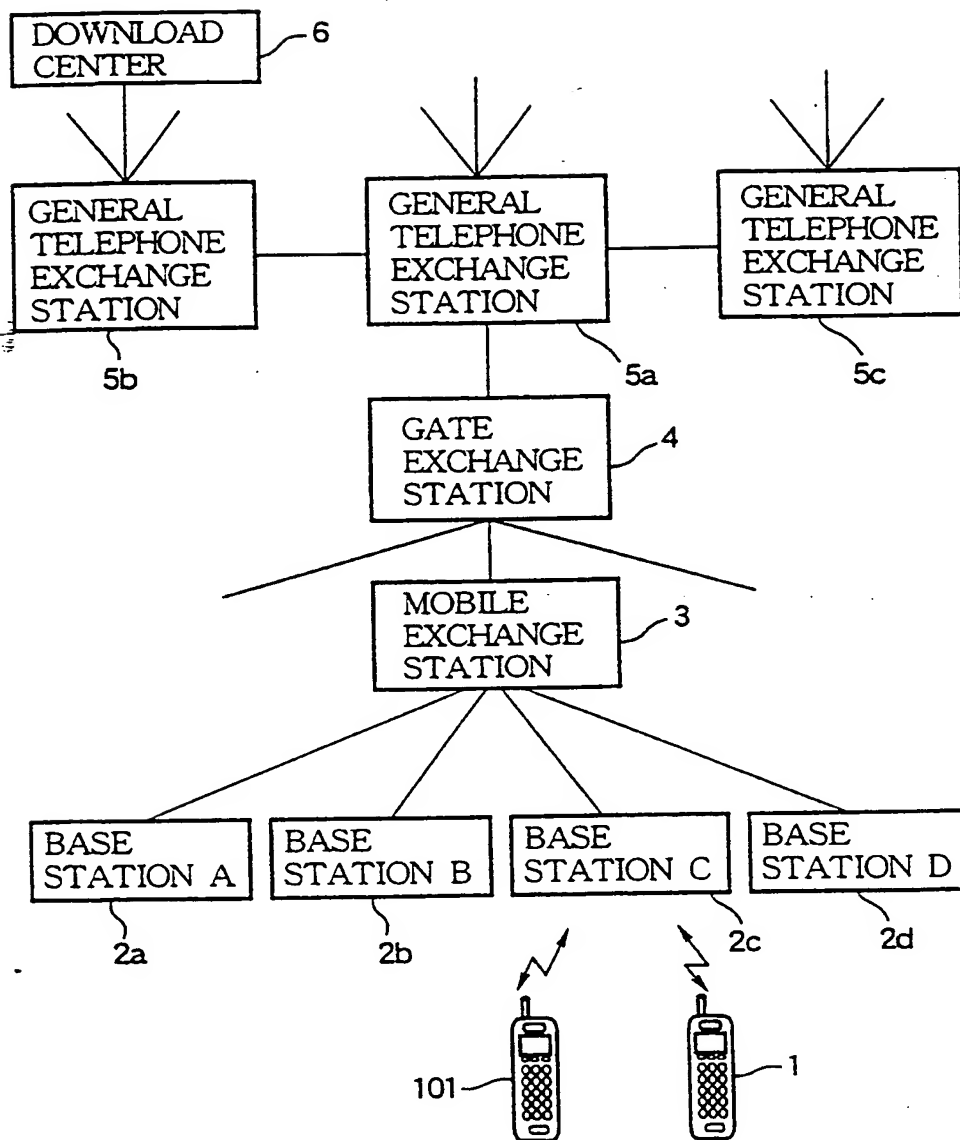 DOWNLOAD
CENTER
6
GENERAL
TELEPHONE
EXCHANGE
STATION
5b
GENERAL
TELEPHONE
EXCHANGE
STATION
5a
GENERAL
TELEPHONE
EXCHANGE
STATION
5c
GATE
EXCHANGE
STATION
4
MOBILE
EXCHANGE
STATION
3
BASE
STATION A
2a
BASE
STATION B
2b
BASE
STATION C
2c
BASE
STATION D
2d
101
1